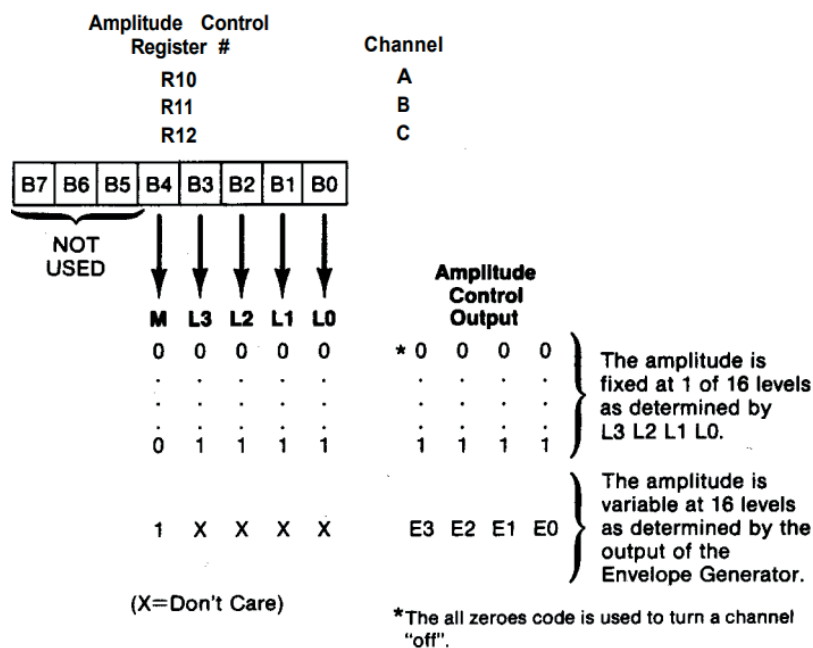 Amplitude Control
Register #
Channel
R10 A
R11 B
R12 C
B7 B6 B5 B4 B3 B2 B1 B0
NOT
USED
Amplitude
Control
Output
M L3 L2 L1 L0
0 0 0 0 0 * 0 0 0 0
. . . . . . . . .
. . . . . . . . .
. . . . . . . . .
0 1 1 1 1 1 1 1 1
The amplitude is
fixed at 1 of 16 levels
as determined by
L3 L2 L1 L0.
1 X X X X E3 E2 E1 E0
The amplitude is
variable at 16 levels
as determined by the
output of the
Envelope Generator.
(X=Don't Care)
*The all zeroes code is used to turn a channel
"off".